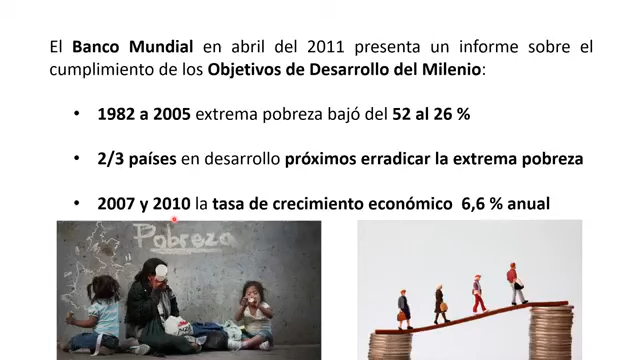 El Banco Mundial en abril del 2011 presenta un informe sobre el
cumplimiento de los Objetivos de Desarrollo del Milenio:
• 1982 a 2005 extrema pobreza bajó del 52 al 26 %
• 2/3 países en desarrollo próximos erradicar la extrema pobreza
• 2007 y 2010 la tasa de crecimiento económico 6,6 % anual
Pobreza